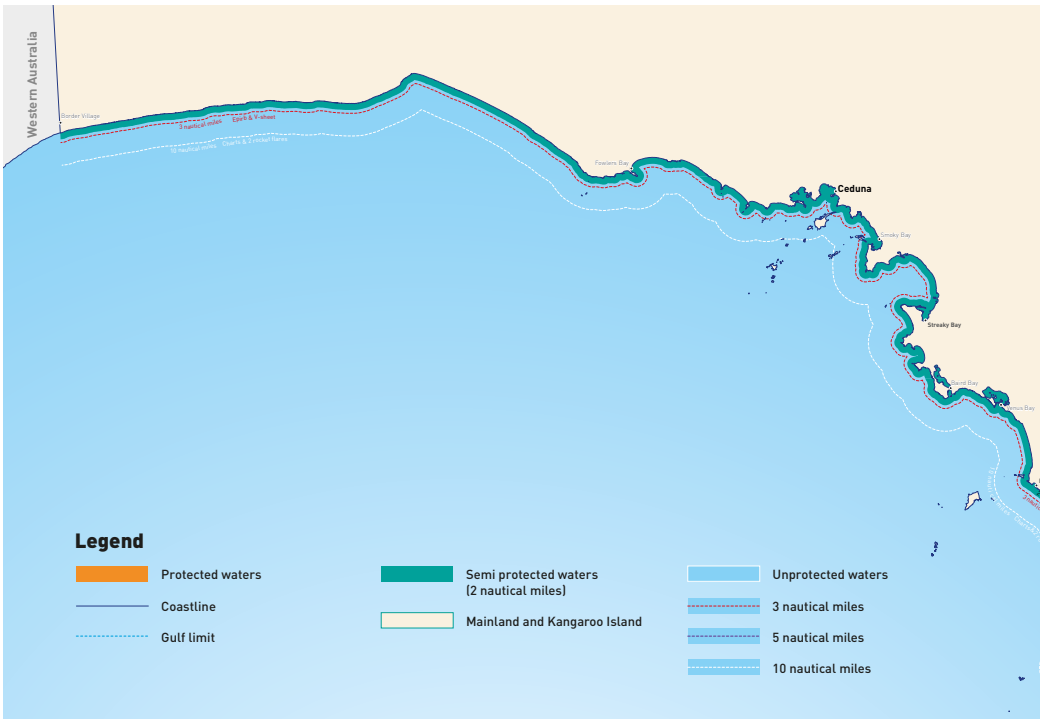 Western Australia
Border Village
3 nautical miles Epirb & V-sheet
10 nautical miles
Fowlers Bay
Ceduna
Smoky Bay
Streaky Bay
Baird Bay
Venus Bay
Legend
Protected waters
Coastline
Gulf limit
Semi protected waters
(2 nautical miles)
Mainland and Kangaroo Island
Unprotected waters
3 nautical miles
5 nautical miles
10 nautical miles